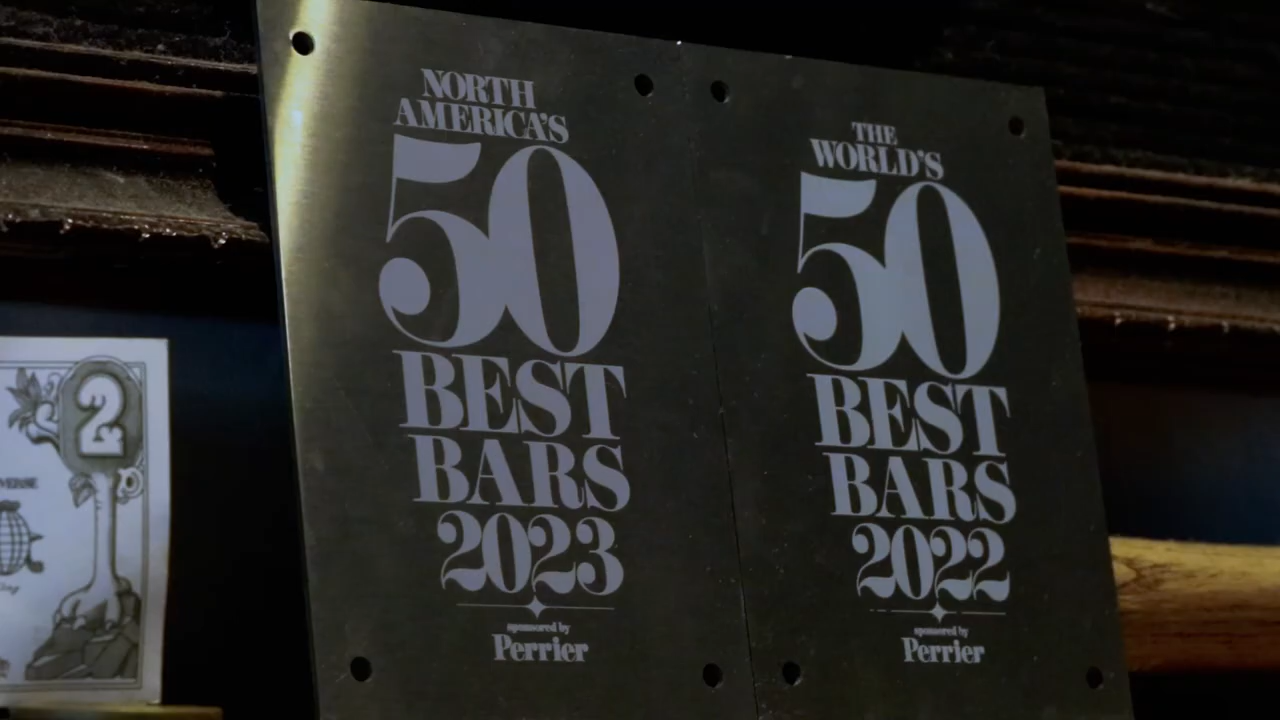 NORTH
AMERICA'S
50
BEST
BARS
2023
sponsored by
Perrier
THE
WORLD'S
50
BEST
BARS
2022
sponsored by
Perrier
2